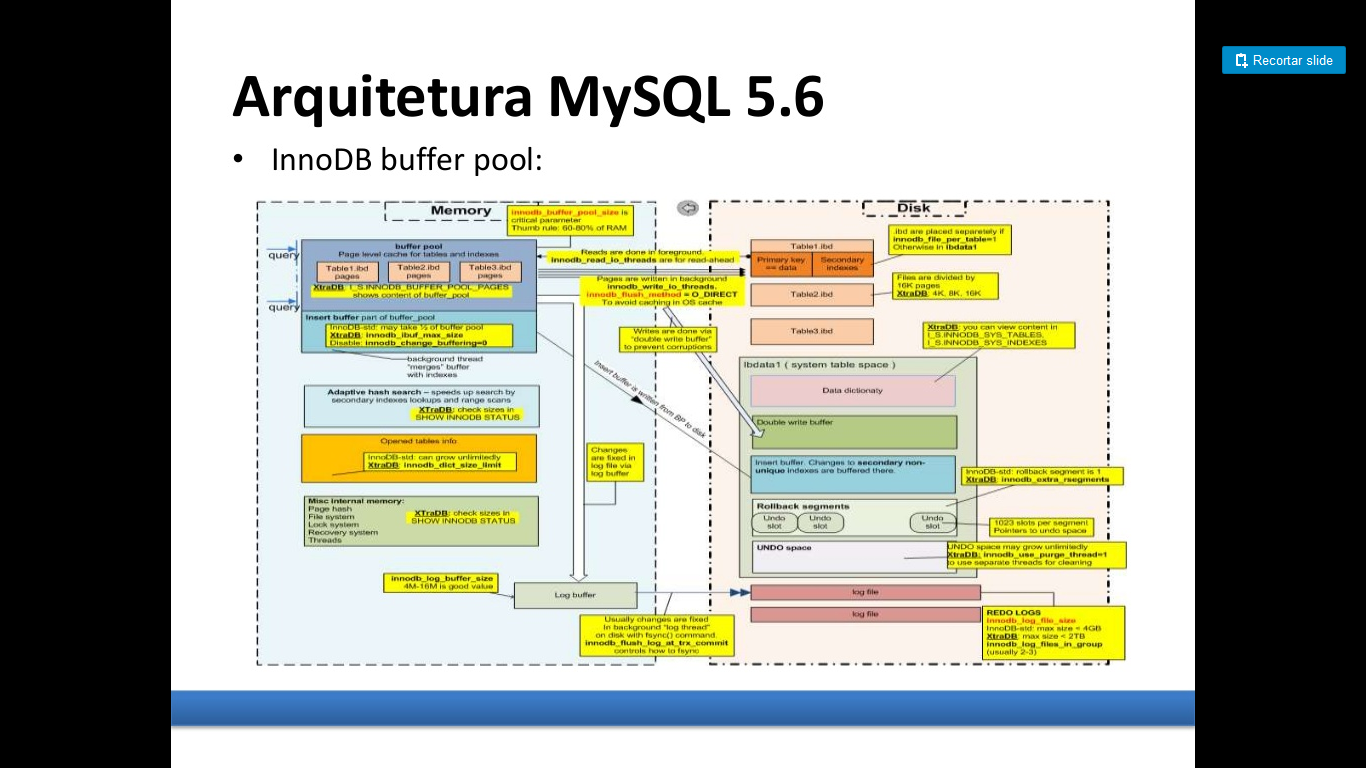 Recortar slide
Arquitetura MySQL 5.6
• InnoDB buffer pool:
Memory
innodb_buffer_pool_size is
critical parameter
Thumb rule: 60-80% of RAM
query
query
buffer pool
Page level cache for tables and indexes
Table1.ibd
pages
Table2.ibd
pages
Table3.ibd
pages
XtraDB: I_S.INNODB_BUFFER_POOL_PAGES
shows content of buffer_pool
Insert buffer part of buffer_pool
InnoDB-std: may take ½ of buffer pool
XtraDB: innodb_ibuf_max_size
Disable: innodb_change_buffering=0
background thread
"merges" buffer
with indexes
Adaptive hash search – speeds up search by
secondary indexes lookups and range scans
XTraDB: check sizes in
SHOW INNODB STATUS
Opened tables info
InnoDB-std: can grow unlimitedly
XtraDB: innodb_dict_size_limit
Misc internal memory:
Page hash
File system
Lock system
Recovery system
Threads
XTraDB: check sizes in
SHOW INNODB STATUS
innodb_log_buffer_size
4M-16M is good value
Log buffer
Reads are done in foreground.
innodb_read_io_threads are for read-ahead
Pages are written in background
innodb_write_io_threads.
innodb_flush_method = O_DIRECT
To avoid caching in OS cache
Writes are done via
"double write buffer"
to prevent corruptions
Insert buffer is written from BP to disk
Changes
are fixed in
log file via
log buffer
Usually changes are fixed
In background "log thread"
on disk with fsync() command.
innodb_flush_log_at_trx_commit
controls how to fsync
Disk
Table1.ibd
Primary key
== data
Secondary
indexes
.ibd are placed separetely if
innodb_file_per_table=1
Otherwise in ibdata1
Table2.ibd
Files are divided by
16K pages
XtraDB: 4K, 8K, 16K
Table3.ibd
XtraDB: you can view content in
I_S.INNODB_SYS_TABLES,
I_S.INNODB_SYS_INDEXES
Ibdata1 ( system table space )
Data dictionaty
Double write buffer
Insert buffer. Changes to secondary non-
unique indexes are buffered there.
InnoDB-std: rollback segment is 1
XtraDB: innodb_extra_rsegments
Rollback segments
Undo
slot
Undo
slot
Undo
slot
1023 slots per segment
Pointers to undo space
UNDO space
UNDO space may grow unlimitedly
XtraDB: innodb_use_purge_thread=1
to use separate threads for cleaning
log file
log file
REDO LOGS
innodb_log_file_size
InnoDB-std: max size < 4GB
XtraDB: max size < 2TB
innodb_log_files_in_group
(usually 2-3)